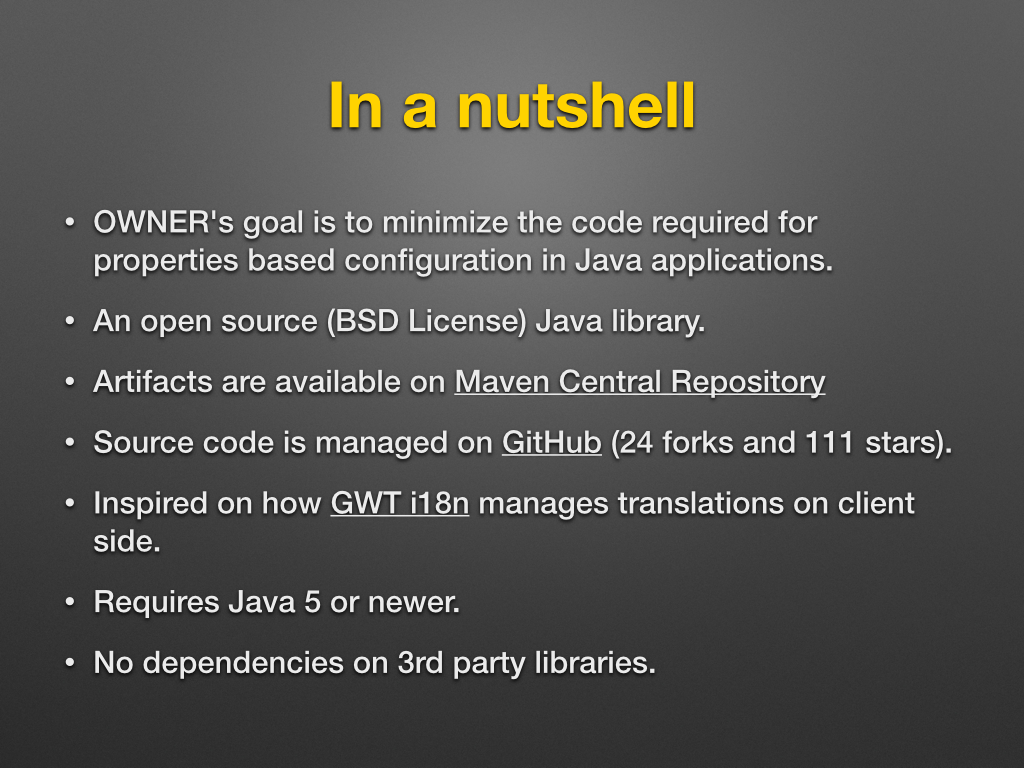 In a nutshell
• OWNER's goal is to minimize the code required for
properties based configuration in Java applications.
• An open source (BSD License) Java library.
• Artifacts are available on Maven Central Repository
• Source code is managed on GitHub (24 forks and 111 stars).
• Inspired on how GWT i18n manages translations on client
side.
• Requires Java 5 or newer.
• No dependencies on 3rd party libraries.